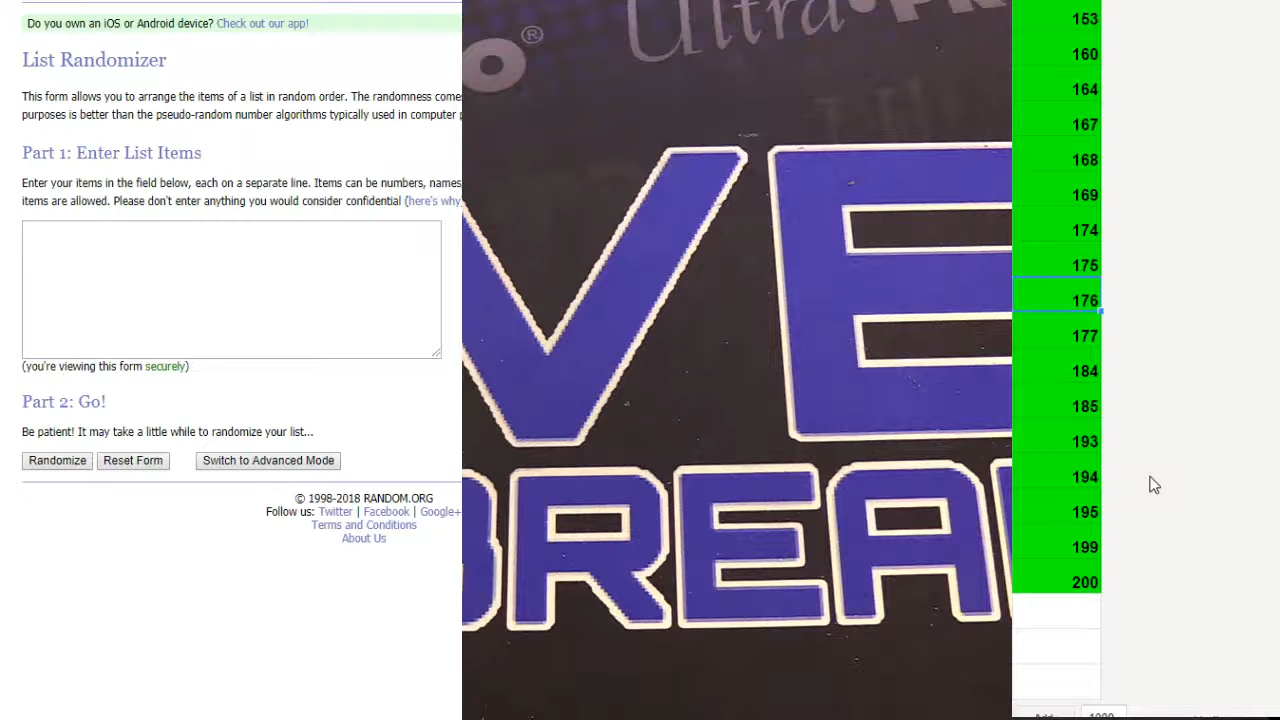 Do you own an iOS or Android device? Check out our app!
List Randomizer
This form allows you to arrange the items of a list in random order. The randomness comes
purposes is better than the pseudo-random number algorithms typically used in computer
Part 1: Enter List Items
Enter your items in the field below, each on a separate line. Items can be numbers, names,
items are allowed. Please don't enter anything you would consider confidential (here's why
(you're viewing this form securely)
Part 2: Go!
Be patient! It may take a little while to randomize your list...
Randomize
Reset Form
Switch to Advanced Mode
© 1998-2018 RANDOM.ORG
Follow us: Twitter | Facebook | Google+
Terms and Conditions
About Us
O®
Ultra
VE
REA
153
160
164
167
168
169
174
175
176
177
184
185
193
194
195
199
200